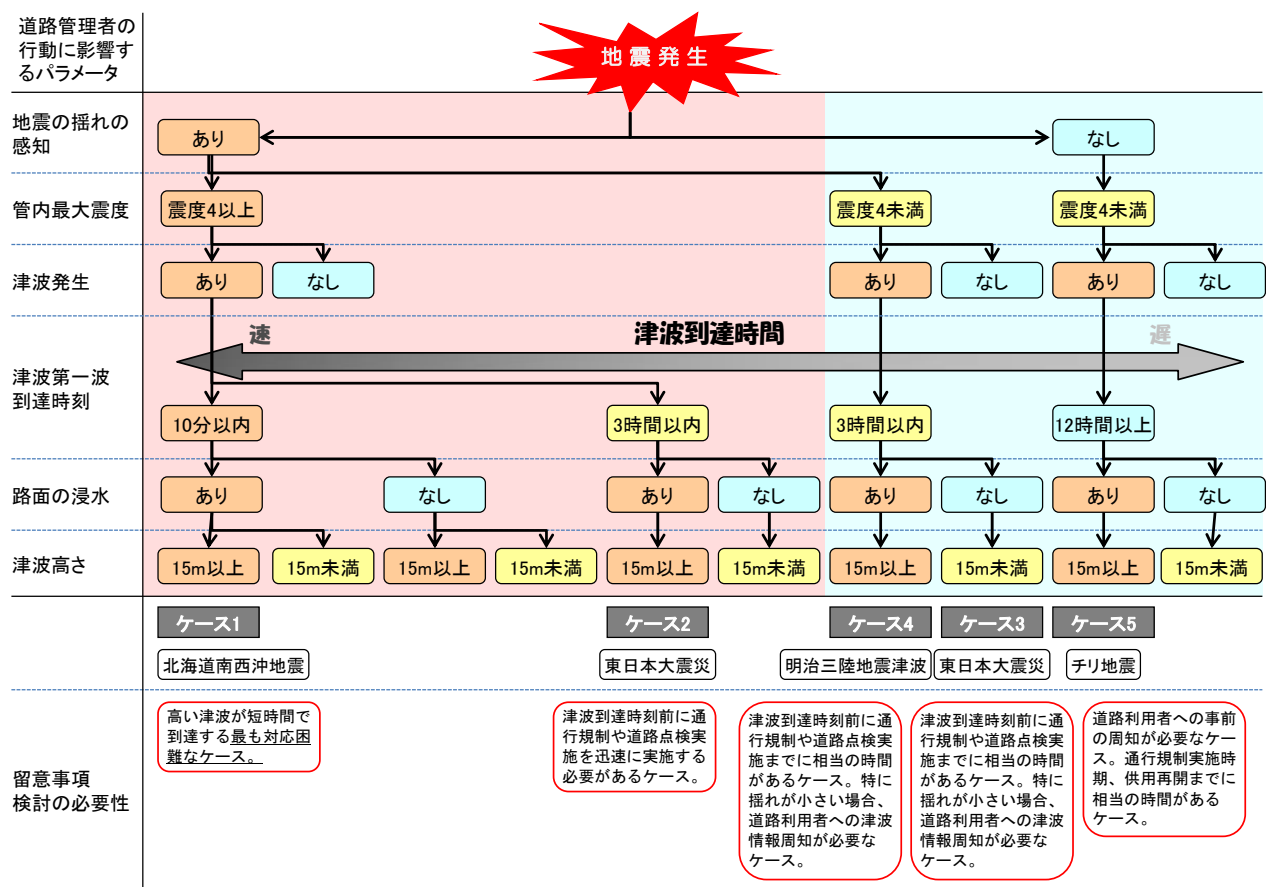 道路管理者の
行動に影響す
るパラメータ
地震発生
地震の揺れの
感知
あり
なし
管内最大震度
震度4以上
震度4未満
震度4未満
津波発生
あり
なし
あり
なし
あり
なし
速
津波到達時間
遅
津波第一波
到達時刻
10分以内
3時間以内
3時間以内
12時間以上
路面の浸水
あり
なし
あり
なし
あり
なし
あり
なし
津波高さ
15m以上
15m未満
15m以上
15m未満
15m以上
15m未満
15m以上
15m未満
15m以上
15m未満
ケース1
ケース2
ケース4
ケース3
ケース5
北海道南西沖地震
東日本大震災
明治三陸地震津波
東日本大震災
チリ地震
留意事項
検討の必要性
高い津波が短時間で
到達する最も対応困
難なケース。
津波到達時刻前に通
行規制や道路点検実
施を迅速に実施する
必要があるケース。
津波到達時刻前に通
行規制や道路点検実
施までに相当の時間
があるケース。特に
揺れが小さい場合、
道路利用者への津波
情報周知が必要な
ケース。
津波到達時刻前に通
行規制や道路点検実
施までに相当の時間
があるケース。特に
揺れが小さい場合、
道路利用者への津波
情報周知が必要な
ケース。
道路利用者への事前
の周知が必要なケー
ス。通行規制実施時
期、供用再開までに
相当の時間がある
ケース。